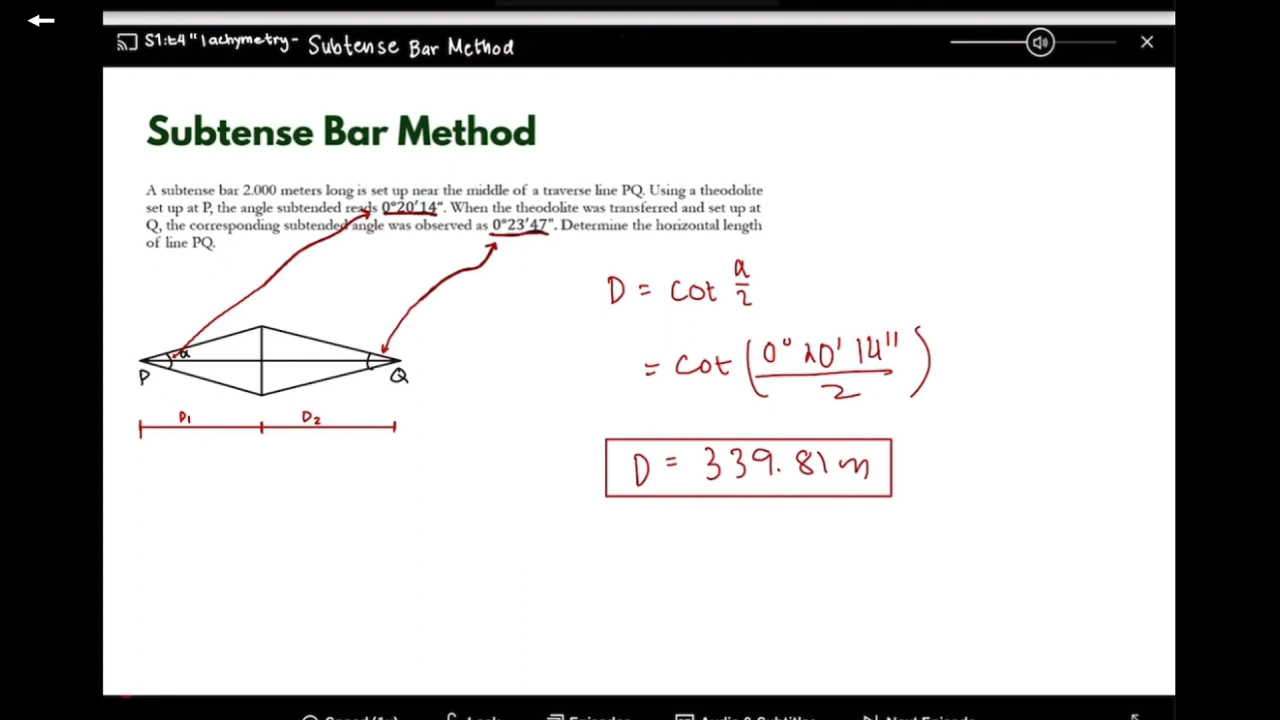 S1:E4 "Tachymetry - Subtense Bar Method
Subtense Bar Method
A subtense bar 2.000 meters long is set up near the middle of a traverse line PQ. Using a theodolite
set up at P, the angle subtended reads 0°20'14". When the theodolite was transferred and set up at
Q, the corresponding subtended angle was observed as 0°23'47". Determine the horizontal length
of line PQ.
D = cot α/2
= cot (0° 20' 14" / 2)
D = 339.81 m
α
P
Q
D1
D2